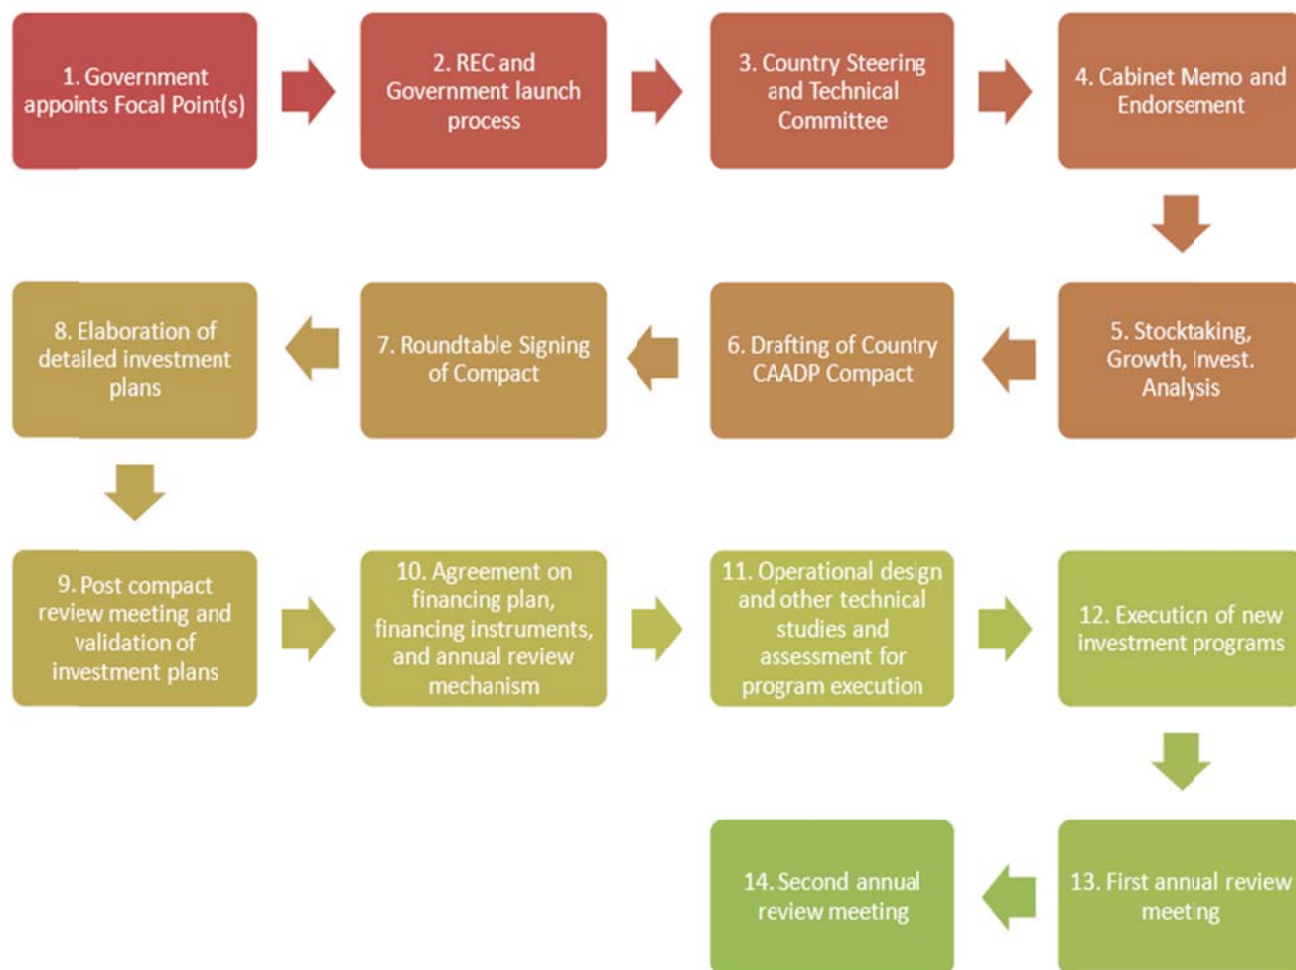 1. Government
appoints Focal Point(s)
2. REC and
Government launch
process
3. Country Steering
and Technical
Committee
4. Cabinet Memo and
Endorsement
5. Stocktaking,
Growth, Invest.
Analysis
6. Drafting of Country
CAADP Compact
7. Roundtable Signing
of Compact
8. Elaboration of
detailed investment
plans
9. Post compact
review meeting and
validation of
investment plans
10. Agreement on
financing plan,
financing instruments,
and annual review
mechanism
11. Operational design
and other technical
studies and
assessment for
program execution
12. Execution of new
investment programs
13. First annual review
meeting
14. Second annual
review meeting